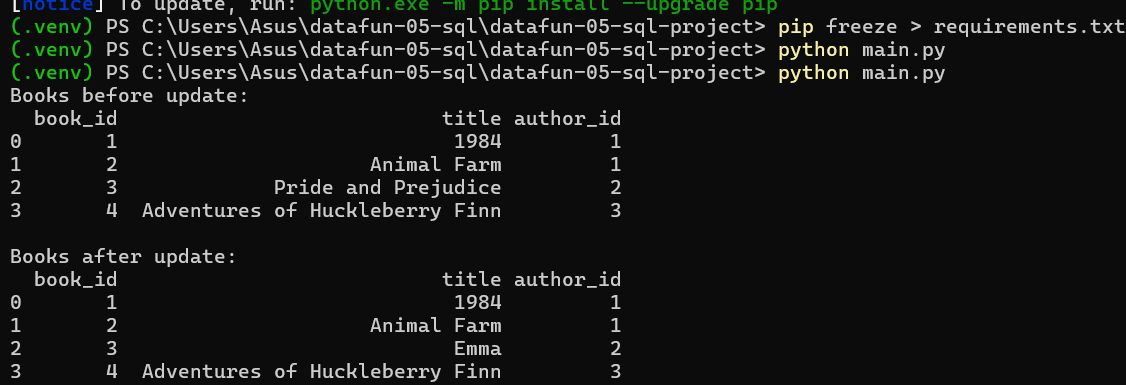 [notice] To update, run: python.exe -m pip install --upgrade pip
(.venv) PS C:\Users\Asus\datafun-05-sql\datafun-05-sql-project> pip freeze > requirements.txt
(.venv) PS C:\Users\Asus\datafun-05-sql\datafun-05-sql-project> python main.py
(.venv) PS C:\Users\Asus\datafun-05-sql\datafun-05-sql-project> python main.py
Books before update:
  book_id                            title author_id
0       1                             1984         1
1       2                      Animal Farm         1
2       3              Pride and Prejudice         2
3       4  Adventures of Huckleberry Finn         3

Books after update:
  book_id                            title author_id
0       1                             1984         1
1       2                      Animal Farm         1
2       3                             Emma         2
3       4  Adventures of Huckleberry Finn         3